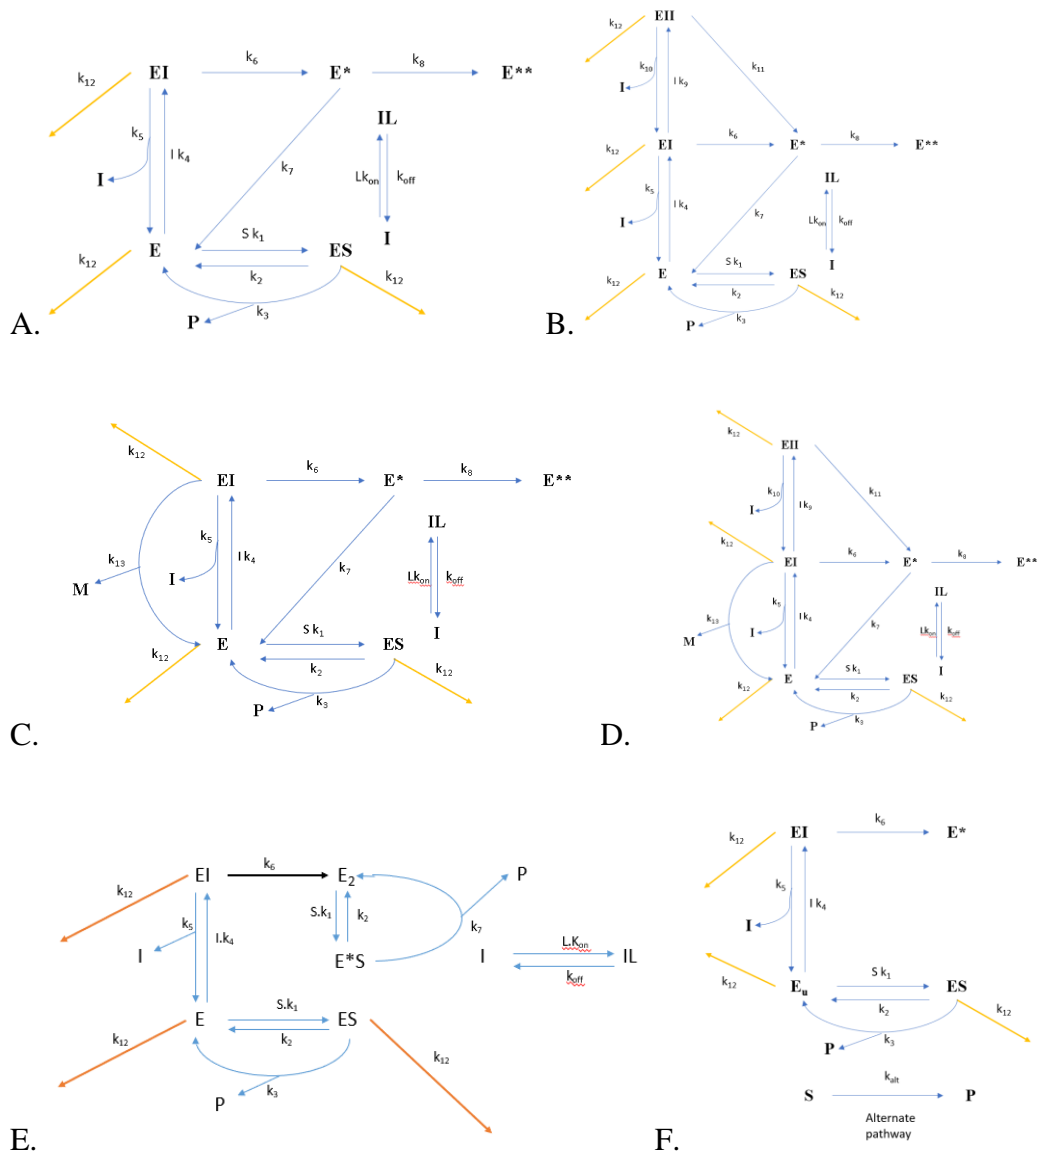 EI k₆ E* k₈ E**
k₁₂
IL
k₅ I k₄
k₇ Lkon koff
I
I
E S k₁ ES
k₁₂ k₂ k₁₂
k₃
P
A.
EII
k₁₂
k₁₀ I k₉ k₁₁
I
EI k₆ E* k₈ E**
k₁₂
IL
k₅ I k₄
k₇ Lkon koff
I
I
E S k₁ ES
k₁₂ k₂ k₁₂
k₃
P
B.
k₁₂
EI k₆ E* k₈ E**
IL
k₅ I k₄
k₁₃ k₇ Lkon koff
M I
I
E S k₁ ES
k₁₂ k₂ k₁₂
k₃
P
C.
k₁₂
EII
k₁₀ I k₉ k₁₁
I
k₁₂
EI k₆ E* k₈ E**
IL
k₅ I k₄
k₁₃ k₇ Lkon koff
M I
I
E S k₁ ES
k₁₂ k₂ k₁₂
k₃
P
D.
EI k₆ E₂ P
k₁₂
k₅ I.k₄ S.k₁ k₂ k₇
I E*S I L.Kon IL
koff
E S.k₁ ES
k₁₂ k₂ k₁₂
k₃
P
E.
EI k₆ E*
k₁₂
k₅ I k₄
I
Eu S k₁ ES
k₁₂ k₂ k₁₂
k₃
P
S kalt P
Alternate
pathway
F.